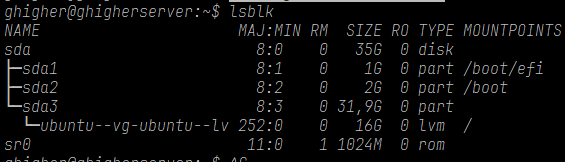 ghigher@ghigherserver:~$ lsblk
NAME                      MAJ:MIN RM  SIZE RO TYPE MOUNTPOINTS
sda                         8:0    0   35G  0 disk
├─sda1                      8:1    0    1G  0 part /boot/efi
├─sda2                      8:2    0    2G  0 part /boot
└─sda3                      8:3    0 31,9G  0 part
  └─ubuntu--vg-ubuntu--lv 252:0    0   16G  0 lvm  /
sr0                        11:0    1 1024M  0 rom
ghigher@ghigherserver:~$